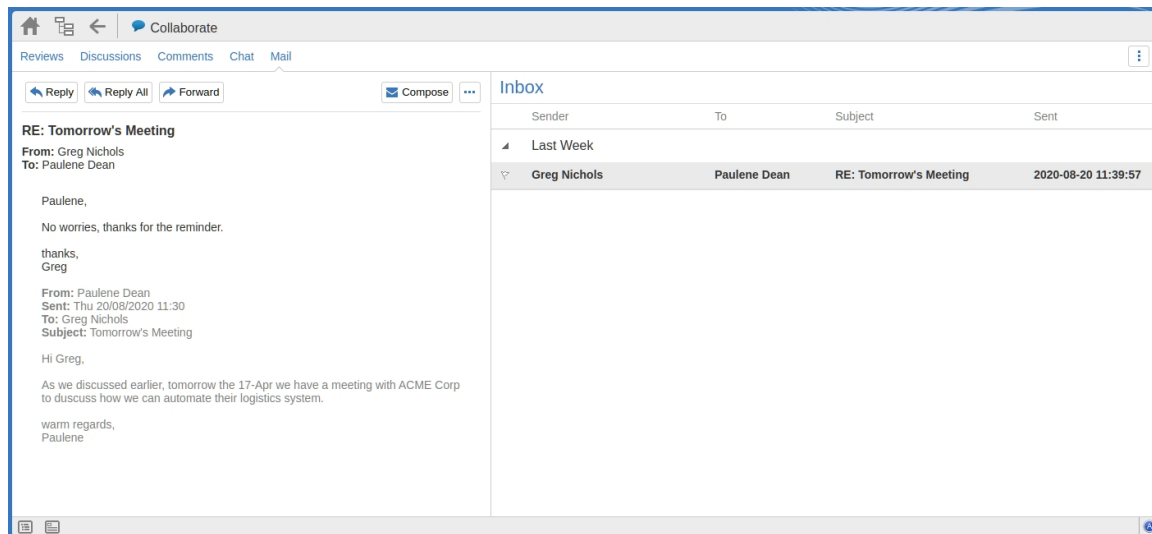 Collaborate
Reviews Discussions Comments Chat Mail
Reply Reply All Forward Compose
RE: Tomorrow's Meeting
From: Greg Nichols
To: Paulene Dean
Paulene,
No worries, thanks for the reminder.
thanks,
Greg
From: Paulene Dean
Sent: Thu 20/08/2020 11:30
To: Greg Nichols
Subject: Tomorrow's Meeting
Hi Greg,
As we discussed earlier, tomorrow the 17-Apr we have a meeting with ACME Corp
to duscuss how we can automate their logistics system.
warm regards,
Paulene
Inbox
Sender To Subject Sent
Last Week
Greg Nichols Paulene Dean RE: Tomorrow's Meeting 2020-08-20 11:39:57